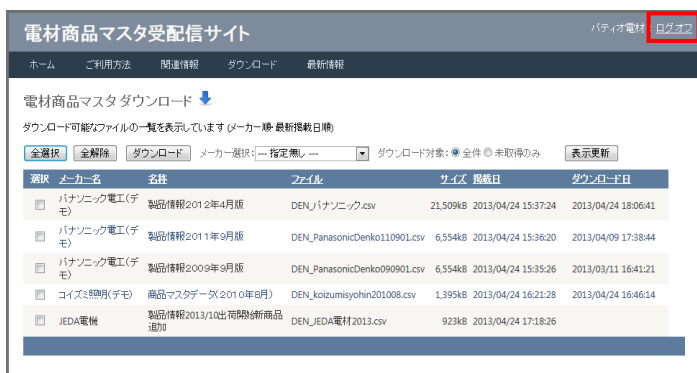 電材商品マスタ受配信サイト
パティオ電材 : ログオフ
ホーム ご利用方法 関連情報 ダウンロード 最新情報
電材商品マスタ ダウンロード
ダウンロード可能なファイルの一覧を表示しています (メーカー順・最新掲載日順)
全選択 全解除 ダウンロード メーカー選択: --- 指定無し --- ダウンロード対象: 全件 未取得のみ 表示更新
選択 メーカー名 名称 ファイル サイズ 掲載日 ダウンロード日
パナソニック電工(デモ) 製品情報2012年4月版 DEN_パナソニック.csv 21,509kB 2013/04/24 15:37:24 2013/04/24 18:06:41
パナソニック電工(デモ) 製品情報2011年9月版 DEN_PanasonicDenko110901.csv 6,554kB 2013/04/24 15:36:20 2013/04/09 17:38:44
パナソニック電工(デモ) 製品情報2009年9月版 DEN_PanasonicDenko090901.csv 6,554kB 2013/04/24 15:35:26 2013/03/11 16:41:21
コイズミ照明(デモ) 商品マスタデータ(2010年8月) DEN_koizumisyohin201008.csv 1,395kB 2013/04/24 16:21:28 2013/04/24 16:46:14
JEDA電機 製品情報2013/10出荷開始新商品追加 DEN_JEDA電材2013.csv 923kB 2013/04/24 17:18:26